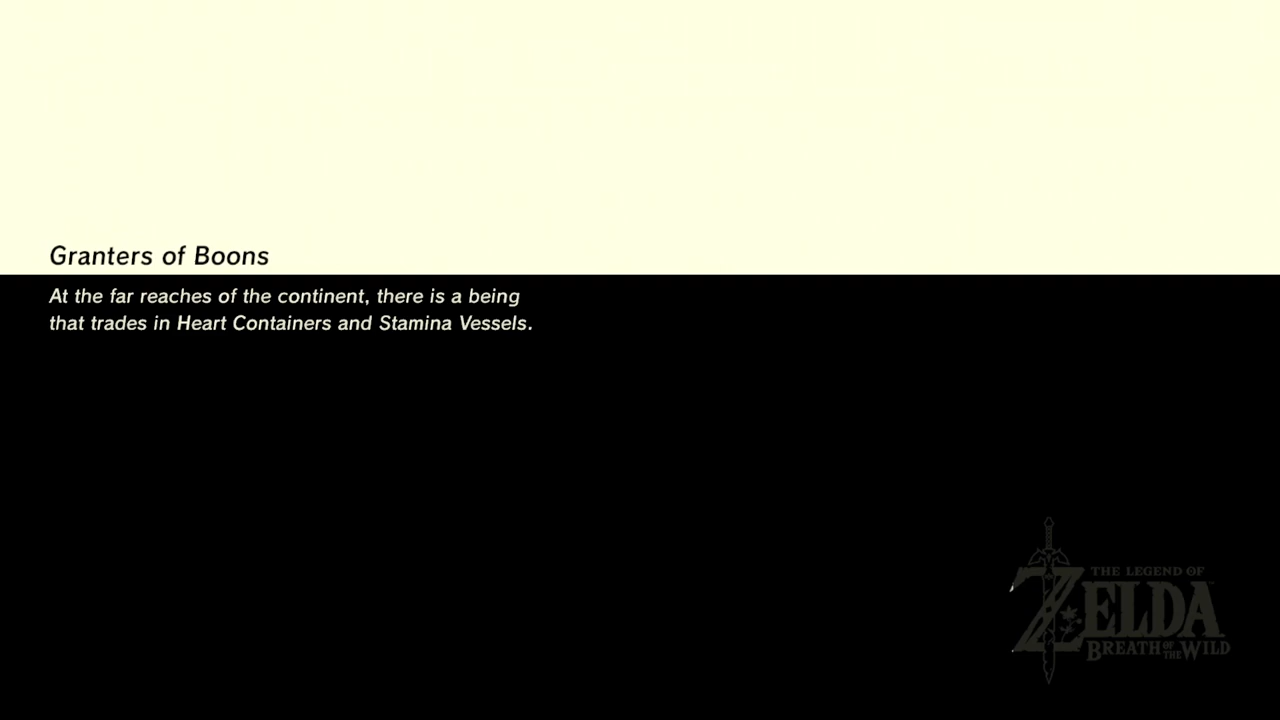 Granters of Boons
At the far reaches of the continent, there is a being
that trades in Heart Containers and Stamina Vessels.
THE LEGEND OF
ZELDA
BREATH OF THE WILD